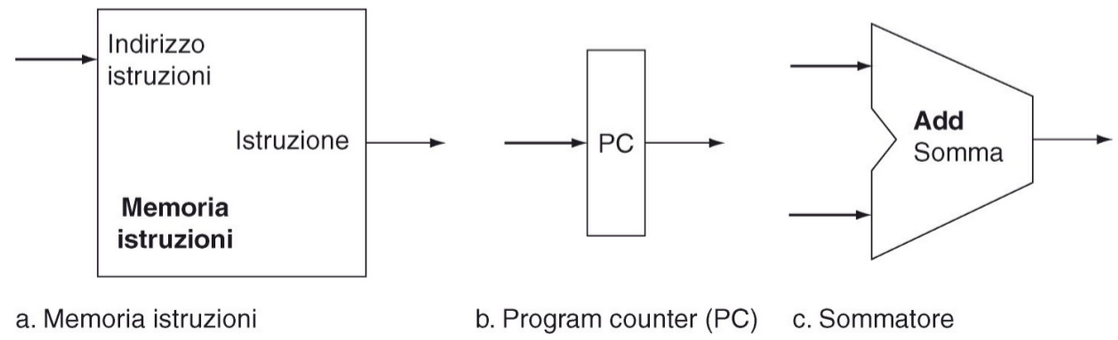 Indirizzo
istruzioni
Istruzione
Memoria
istruzioni
PC
Add
Somma
a. Memoria istruzioni
b. Program counter (PC)
c. Sommatore